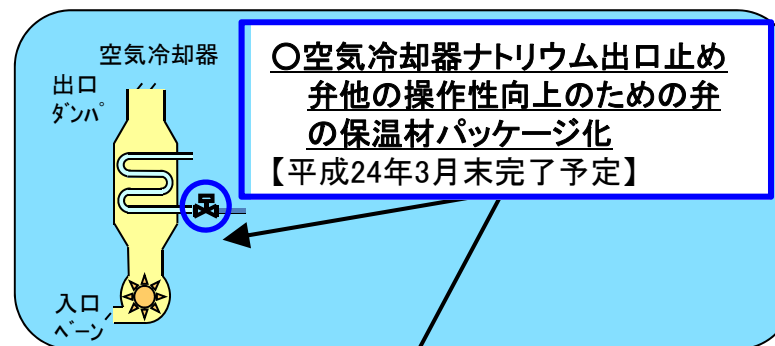 空気冷却器
出口
ダンパ
〇空気冷却器ナトリウム出口止め
弁他の操作性向上のための弁
の保温材パッケージ化
【平成24年3月末完了予定】
入口
ベーン